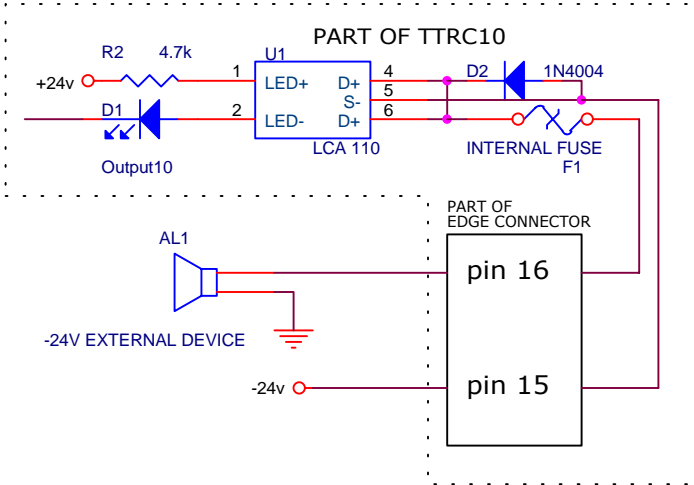 PART OF TTRC10
R2 4.7k
U1
+24v
1
LED+
D+
4
D2
1N4004
S-
5
D1
2
LED-
D+
6
LCA 110
Output10
INTERNAL FUSE
F1
PART OF
EDGE CONNECTOR
AL1
pin 16
-24V EXTERNAL DEVICE
-24v
pin 15